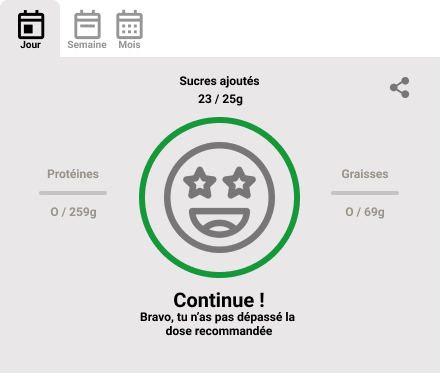 Jour
Semaine
Mois
Sucres ajoutés
23 / 25g
Protéines
O / 259g
Graisses
O / 69g
Continue !
Bravo, tu n'as pas dépassé la
dose recommandée